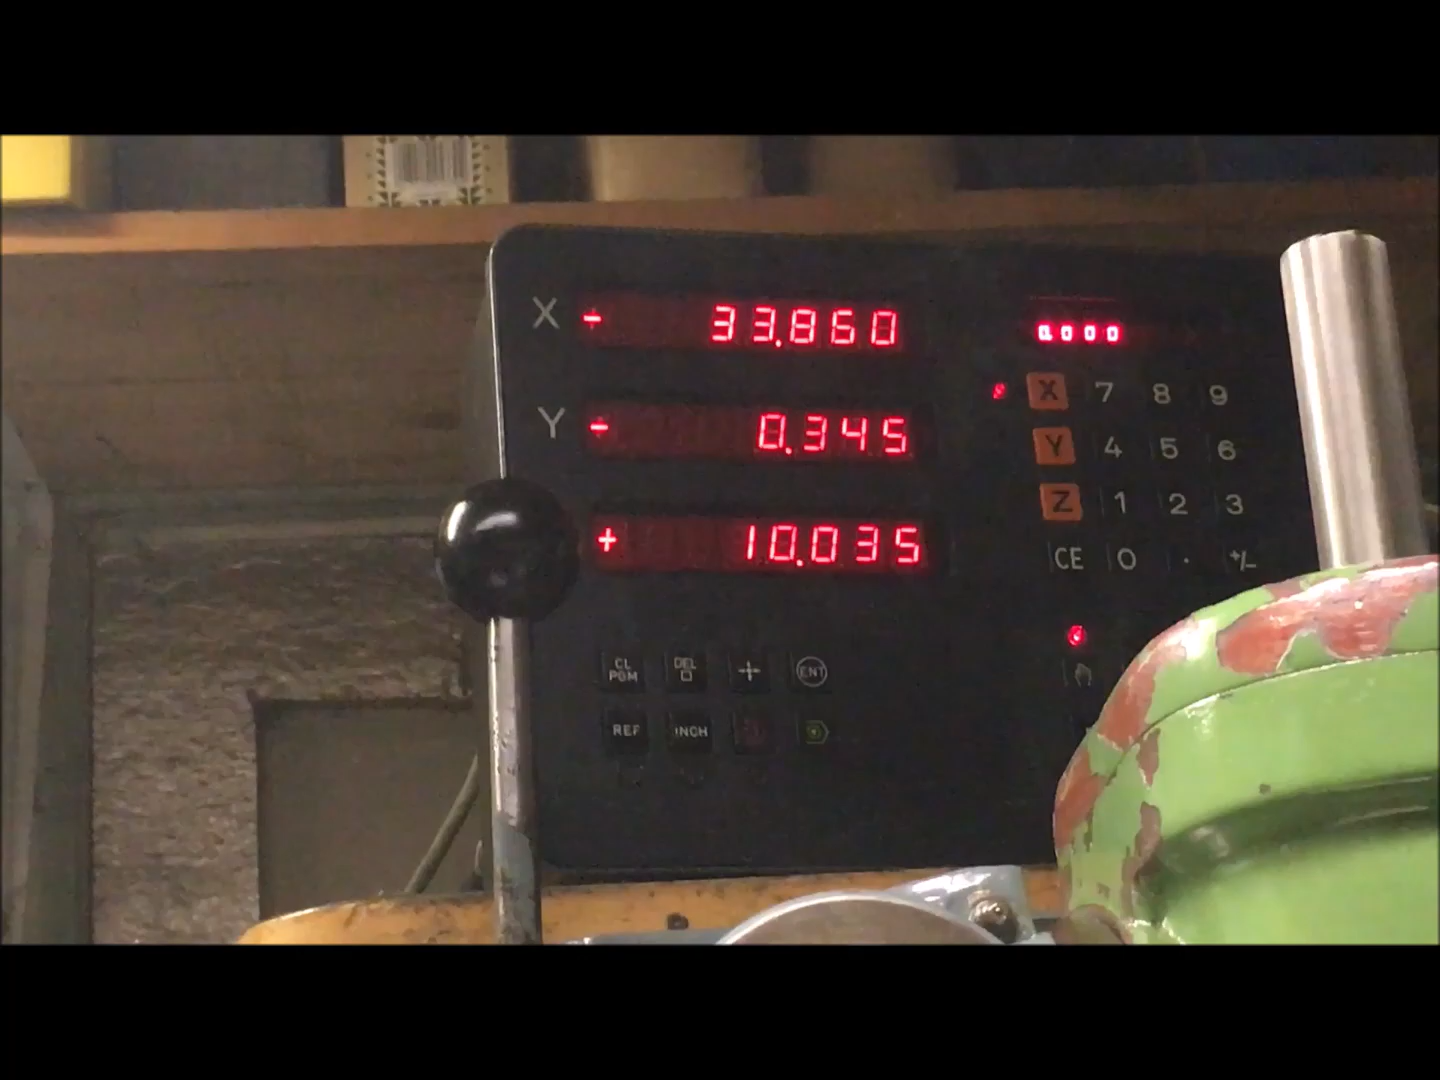 X - 33.860
Y - 0.345
+ 10.035
0.000
X 7 8 9
Y 4 5 6
Z 1 2 3
CE 0 . +/-
CL PGM DEL ENT
REF INCH